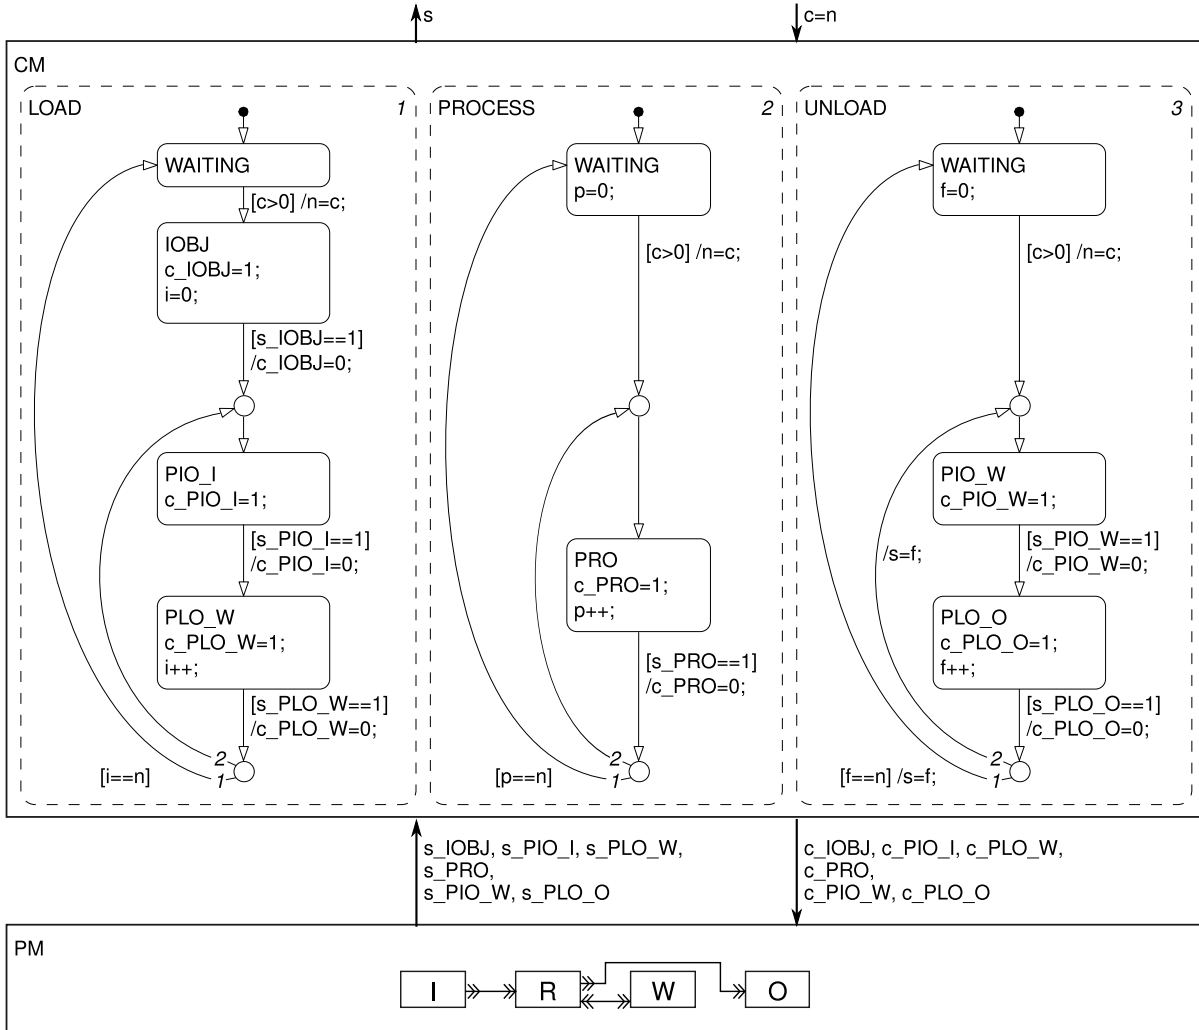 s
c=n
CM
LOAD
1
WAITING
[c>0] /n=c;
IOBJ
c_IOBJ=1;
i=0;
[s_IOBJ==1]
/c_IOBJ=0;
PIO_I
c_PIO_I=1;
[s_PIO_I==1]
/c_PIO_I=0;
PLO_W
c_PLO_W=1;
i++;
[s_PLO_W==1]
/c_PLO_W=0;
2
1
[i==n]
PROCESS
2
WAITING
p=0;
[c>0] /n=c;
PRO
c_PRO=1;
p++;
[s_PRO==1]
/c_PRO=0;
2
1
[p==n]
UNLOAD
3
WAITING
f=0;
[c>0] /n=c;
PIO_W
c_PIO_W=1;
/s=f;
[s_PIO_W==1]
/c_PIO_W=0;
PLO_O
c_PLO_O=1;
f++;
[s_PLO_O==1]
/c_PLO_O=0;
2
1
[f==n] /s=f;
s_IOBJ, s_PIO_I, s_PLO_W,
s_PRO,
s_PIO_W, s_PLO_O
c_IOBJ, c_PIO_I, c_PLO_W,
c_PRO,
c_PIO_W, c_PLO_O
PM
I
R
W
O